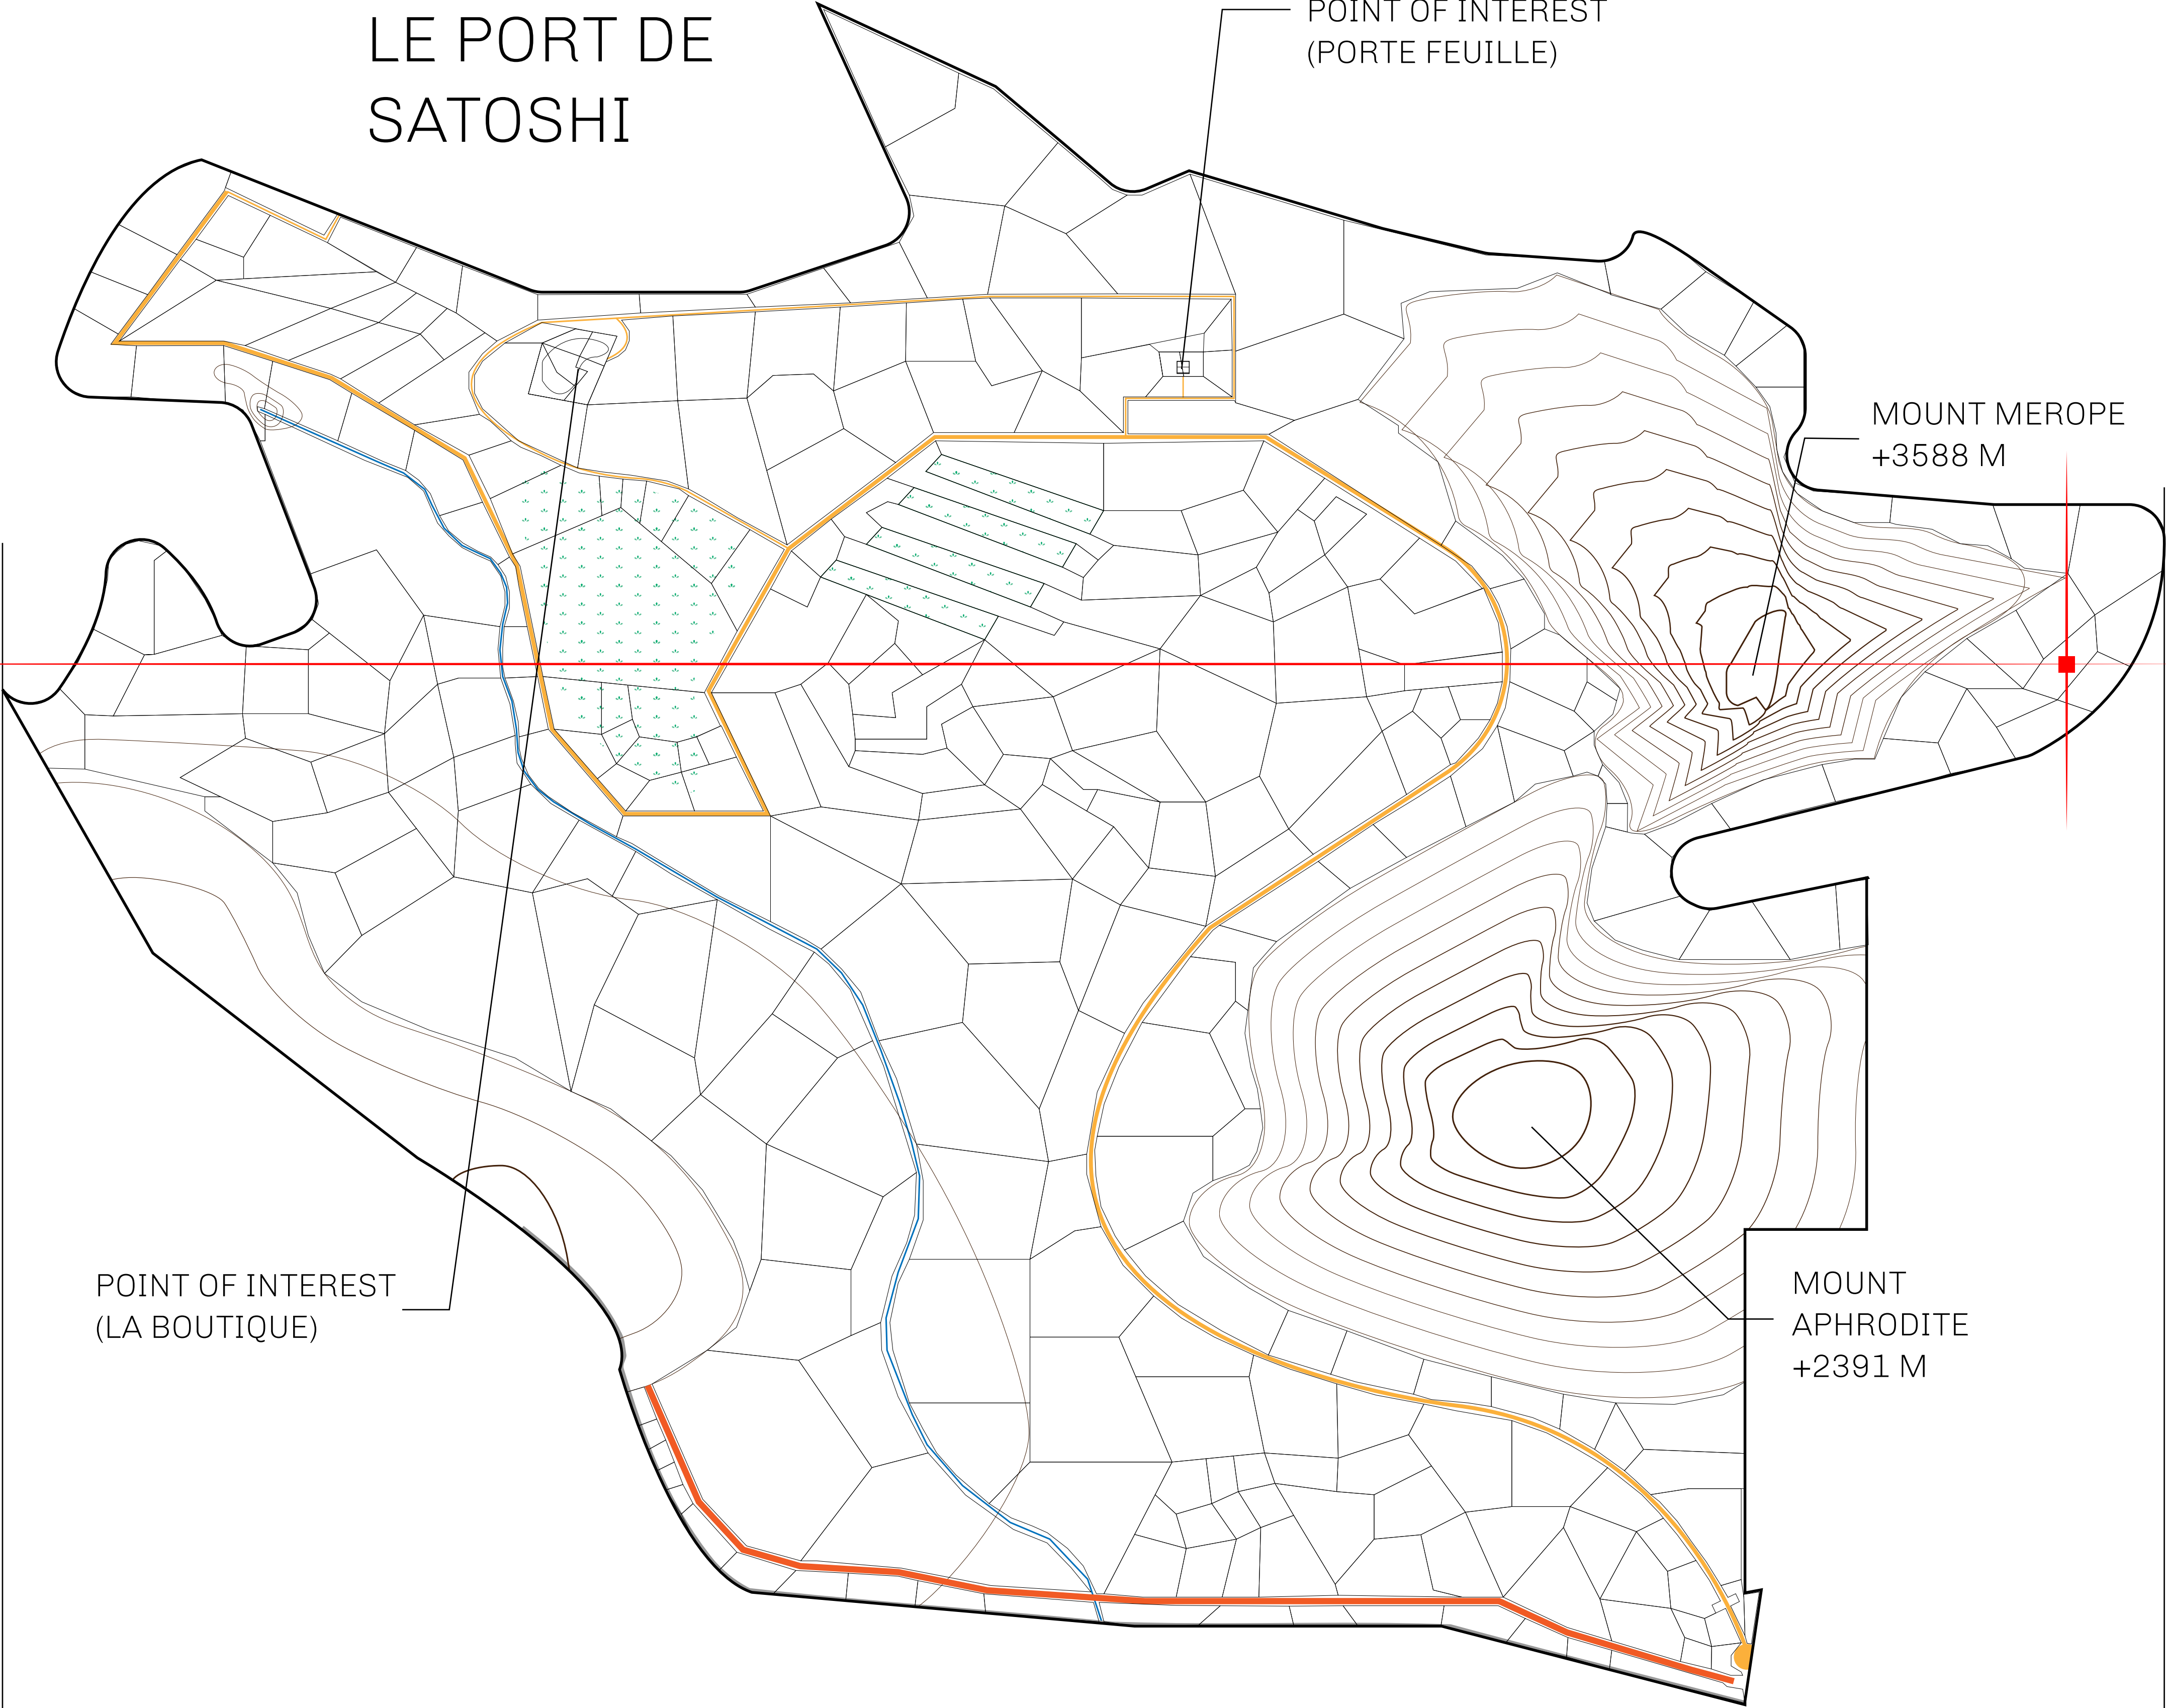 LE PORT DE
SATOSHI
POINT OF INTEREST
(PORTE FEUILLE)
MOUNT MEROPE
+3588 M
POINT OF INTEREST
(LA BOUTIQUE)
MOUNT
APHRODITE
+2391 M